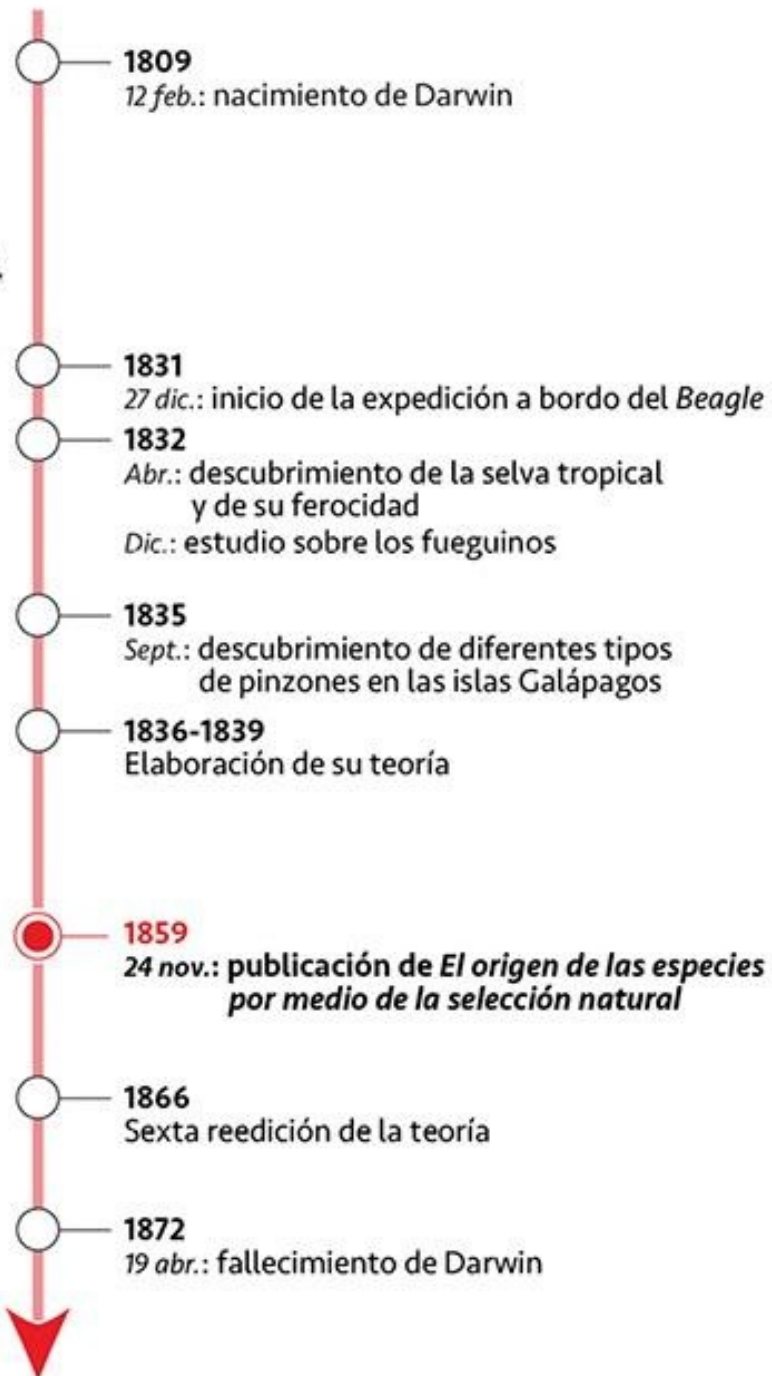 1809
12 feb.: nacimiento de Darwin
1831
27 dic.: inicio de la expedición a bordo del Beagle
1832
Abr.: descubrimiento de la selva tropical
y de su ferocidad
Dic.: estudio sobre los fueguinos
1835
Sept.: descubrimiento de diferentes tipos
de pinzones en las islas Galápagos
1836-1839
Elaboración de su teoría
1859
24 nov.: publicación de El origen de las especies
por medio de la selección natural
1866
Sexta reedición de la teoría
1872
19 abr.: fallecimiento de Darwin